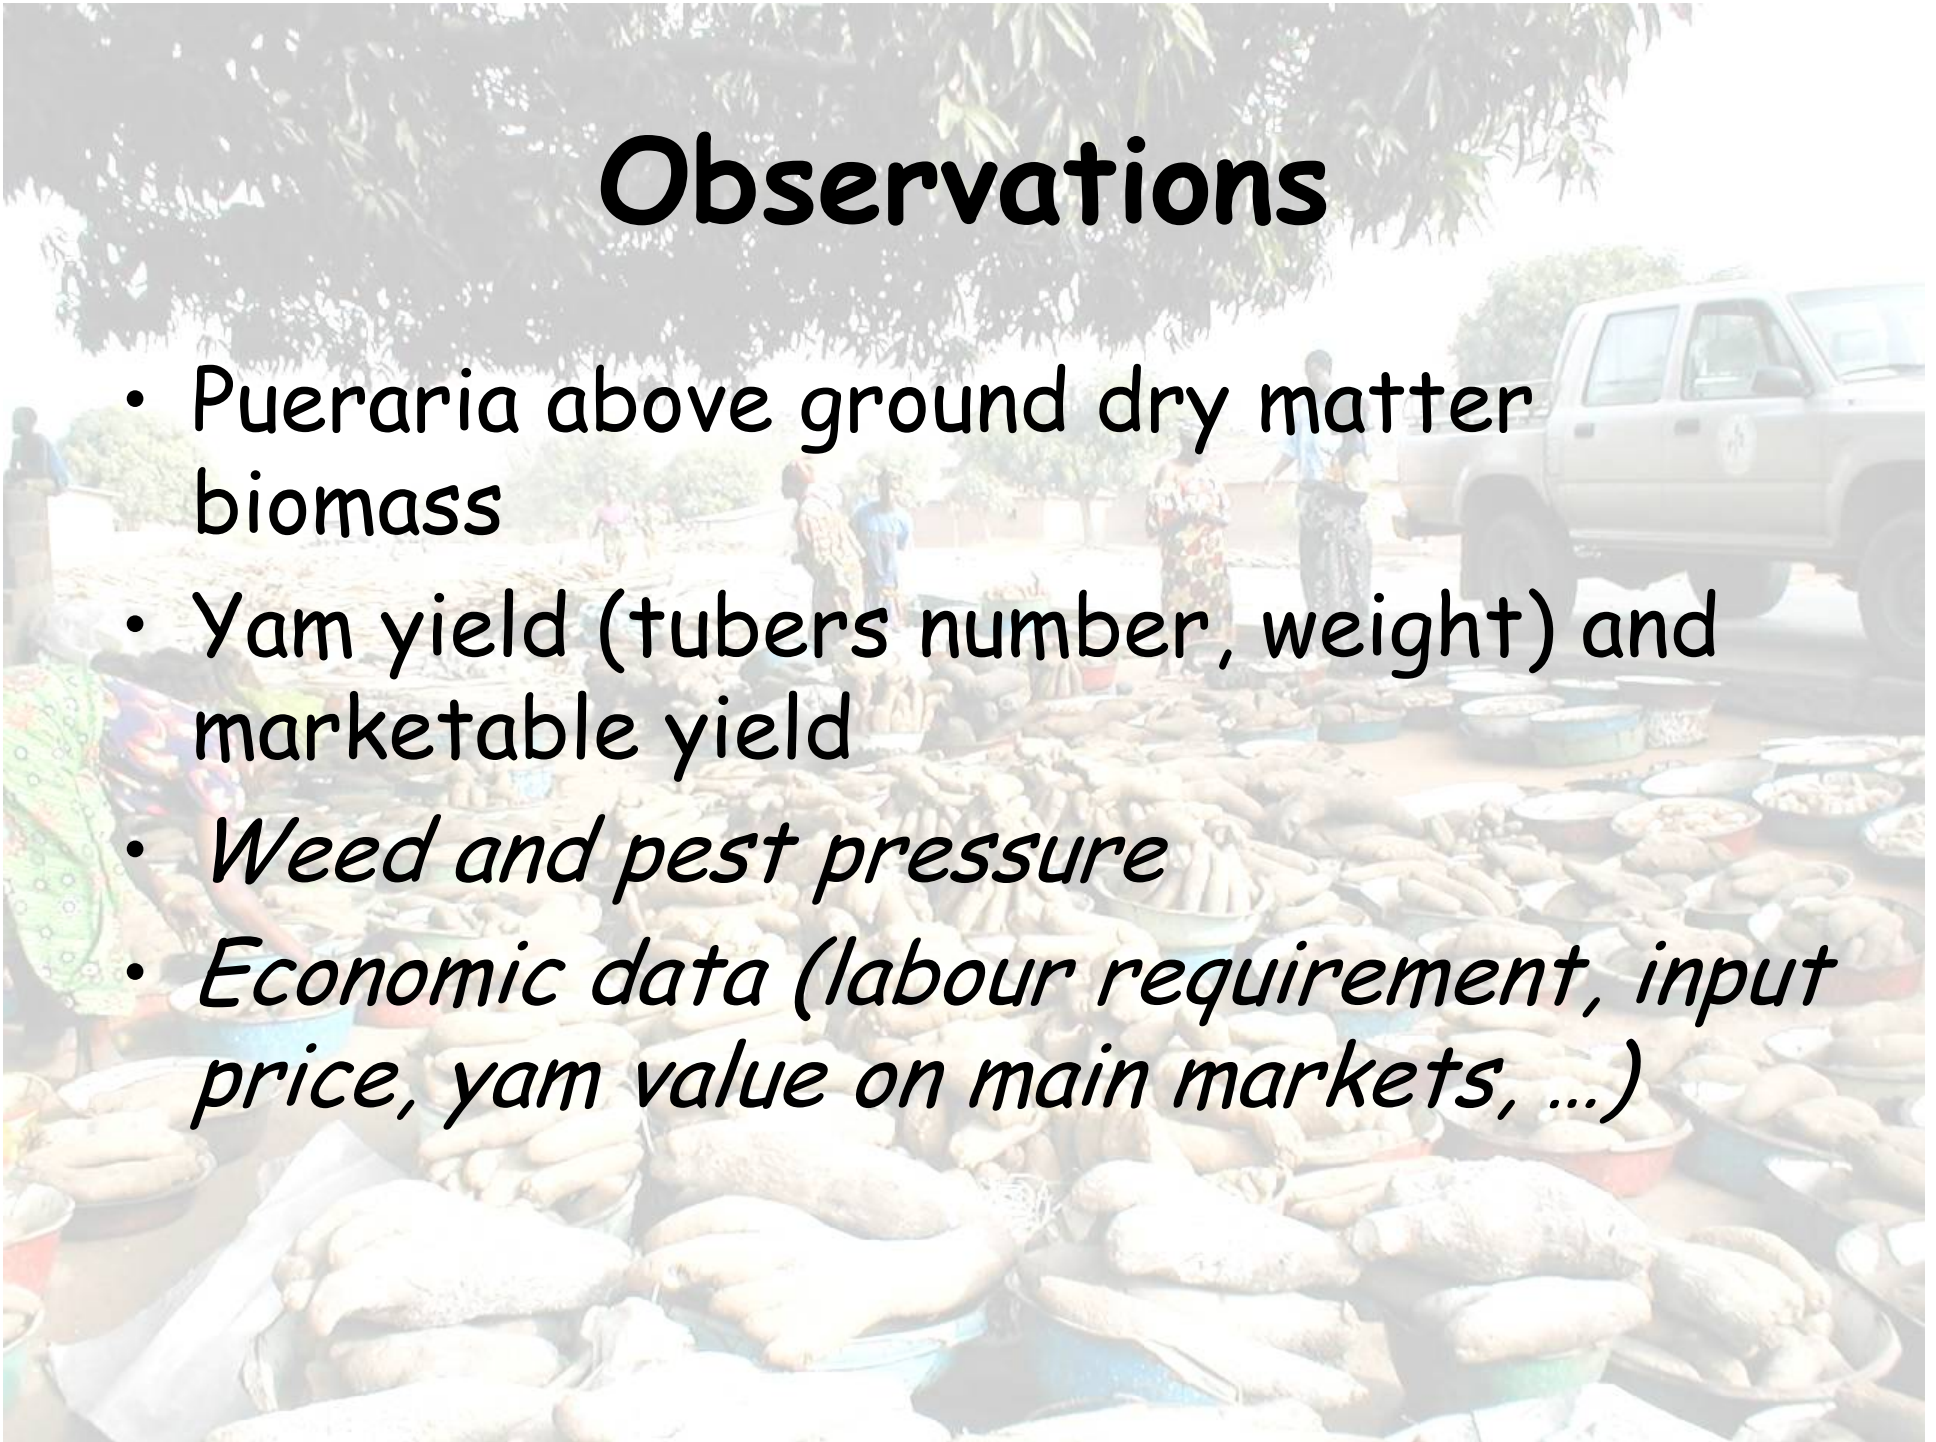 Observations
• Pueraria above ground dry matter
biomass
• Yam yield (tubers number, weight) and
marketable yield
• Weed and pest pressure
• Economic data (labour requirement, input
price, yam value on main markets, …)